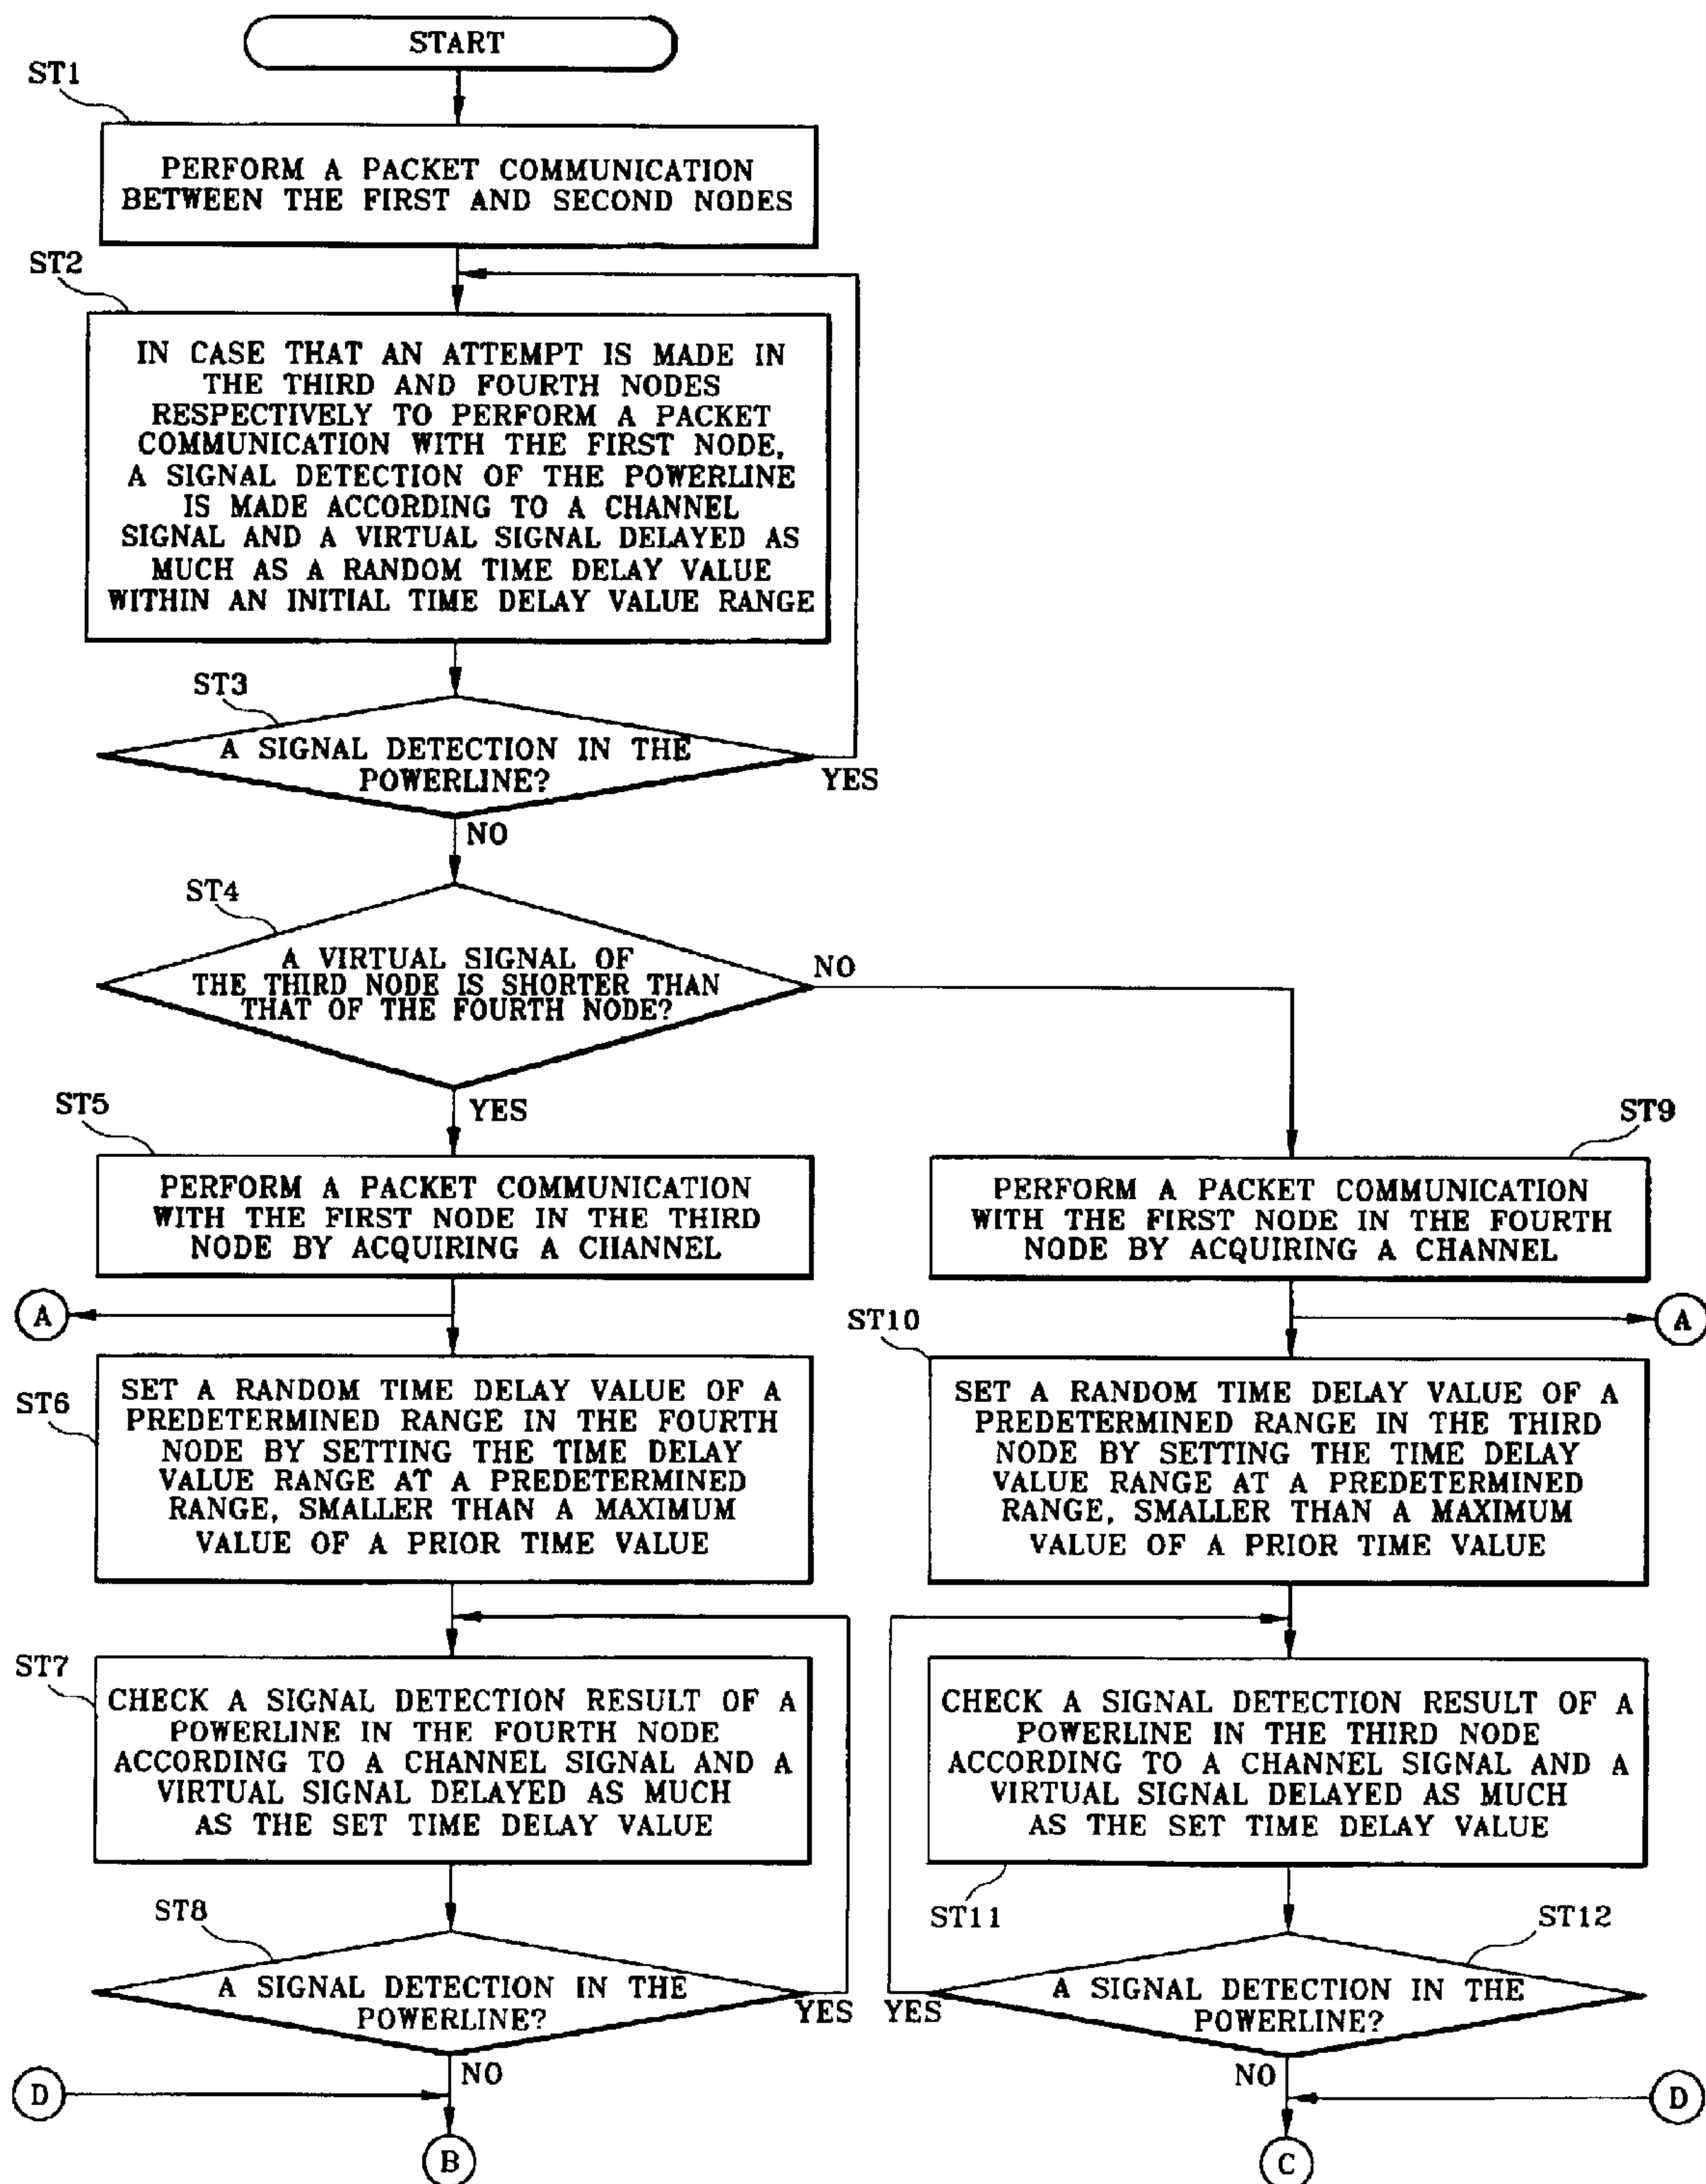 START
ST1
PERFORM A PACKET COMMUNICATION
BETWEEN THE FIRST AND SECOND NODES
ST2
IN CASE THAT AN ATTEMPT IS MADE IN
THE THIRD AND FOURTH NODES
RESPECTIVELY TO PERFORM A PACKET
COMMUNICATION WITH THE FIRST NODE,
A SIGNAL DETECTION OF THE POWERLINE
IS MADE ACCORDING TO A CHANNEL
SIGNAL AND A VIRTUAL SIGNAL DELAYED AS
MUCH AS A RANDOM TIME DELAY VALUE
WITHIN AN INITIAL TIME DELAY VALUE RANGE
ST3
A SIGNAL DETECTION IN THE
POWERLINE?
YES
NO
ST4
A VIRTUAL SIGNAL OF
THE THIRD NODE IS SHORTER THAN
THAT OF THE FOURTH NODE?
NO
YES
ST5
PERFORM A PACKET COMMUNICATION
WITH THE FIRST NODE IN THE THIRD
NODE BY ACQUIRING A CHANNEL
A
ST6
SET A RANDOM TIME DELAY VALUE OF A
PREDETERMINED RANGE IN THE FOURTH
NODE BY SETTING THE TIME DELAY
VALUE RANGE AT A PREDETERMINED
RANGE, SMALLER THAN A MAXIMUM
VALUE OF A PRIOR TIME VALUE
ST7
CHECK A SIGNAL DETECTION RESULT OF A
POWERLINE IN THE FOURTH NODE
ACCORDING TO A CHANNEL SIGNAL AND A
VIRTUAL SIGNAL DELAYED AS MUCH
AS THE SET TIME DELAY VALUE
ST8
A SIGNAL DETECTION IN THE
POWERLINE?
YES
NO
D
B
ST9
PERFORM A PACKET COMMUNICATION
WITH THE FIRST NODE IN THE FOURTH
NODE BY ACQUIRING A CHANNEL
A
ST10
SET A RANDOM TIME DELAY VALUE OF A
PREDETERMINED RANGE IN THE THIRD
NODE BY SETTING THE TIME DELAY
VALUE RANGE AT A PREDETERMINED
RANGE, SMALLER THAN A MAXIMUM
VALUE OF A PRIOR TIME VALUE
CHECK A SIGNAL DETECTION RESULT OF A
POWERLINE IN THE THIRD NODE
ACCORDING TO A CHANNEL SIGNAL AND A
VIRTUAL SIGNAL DELAYED AS MUCH
AS THE SET TIME DELAY VALUE
ST11
ST12
A SIGNAL DETECTION IN THE
POWERLINE?
YES
NO
D
C